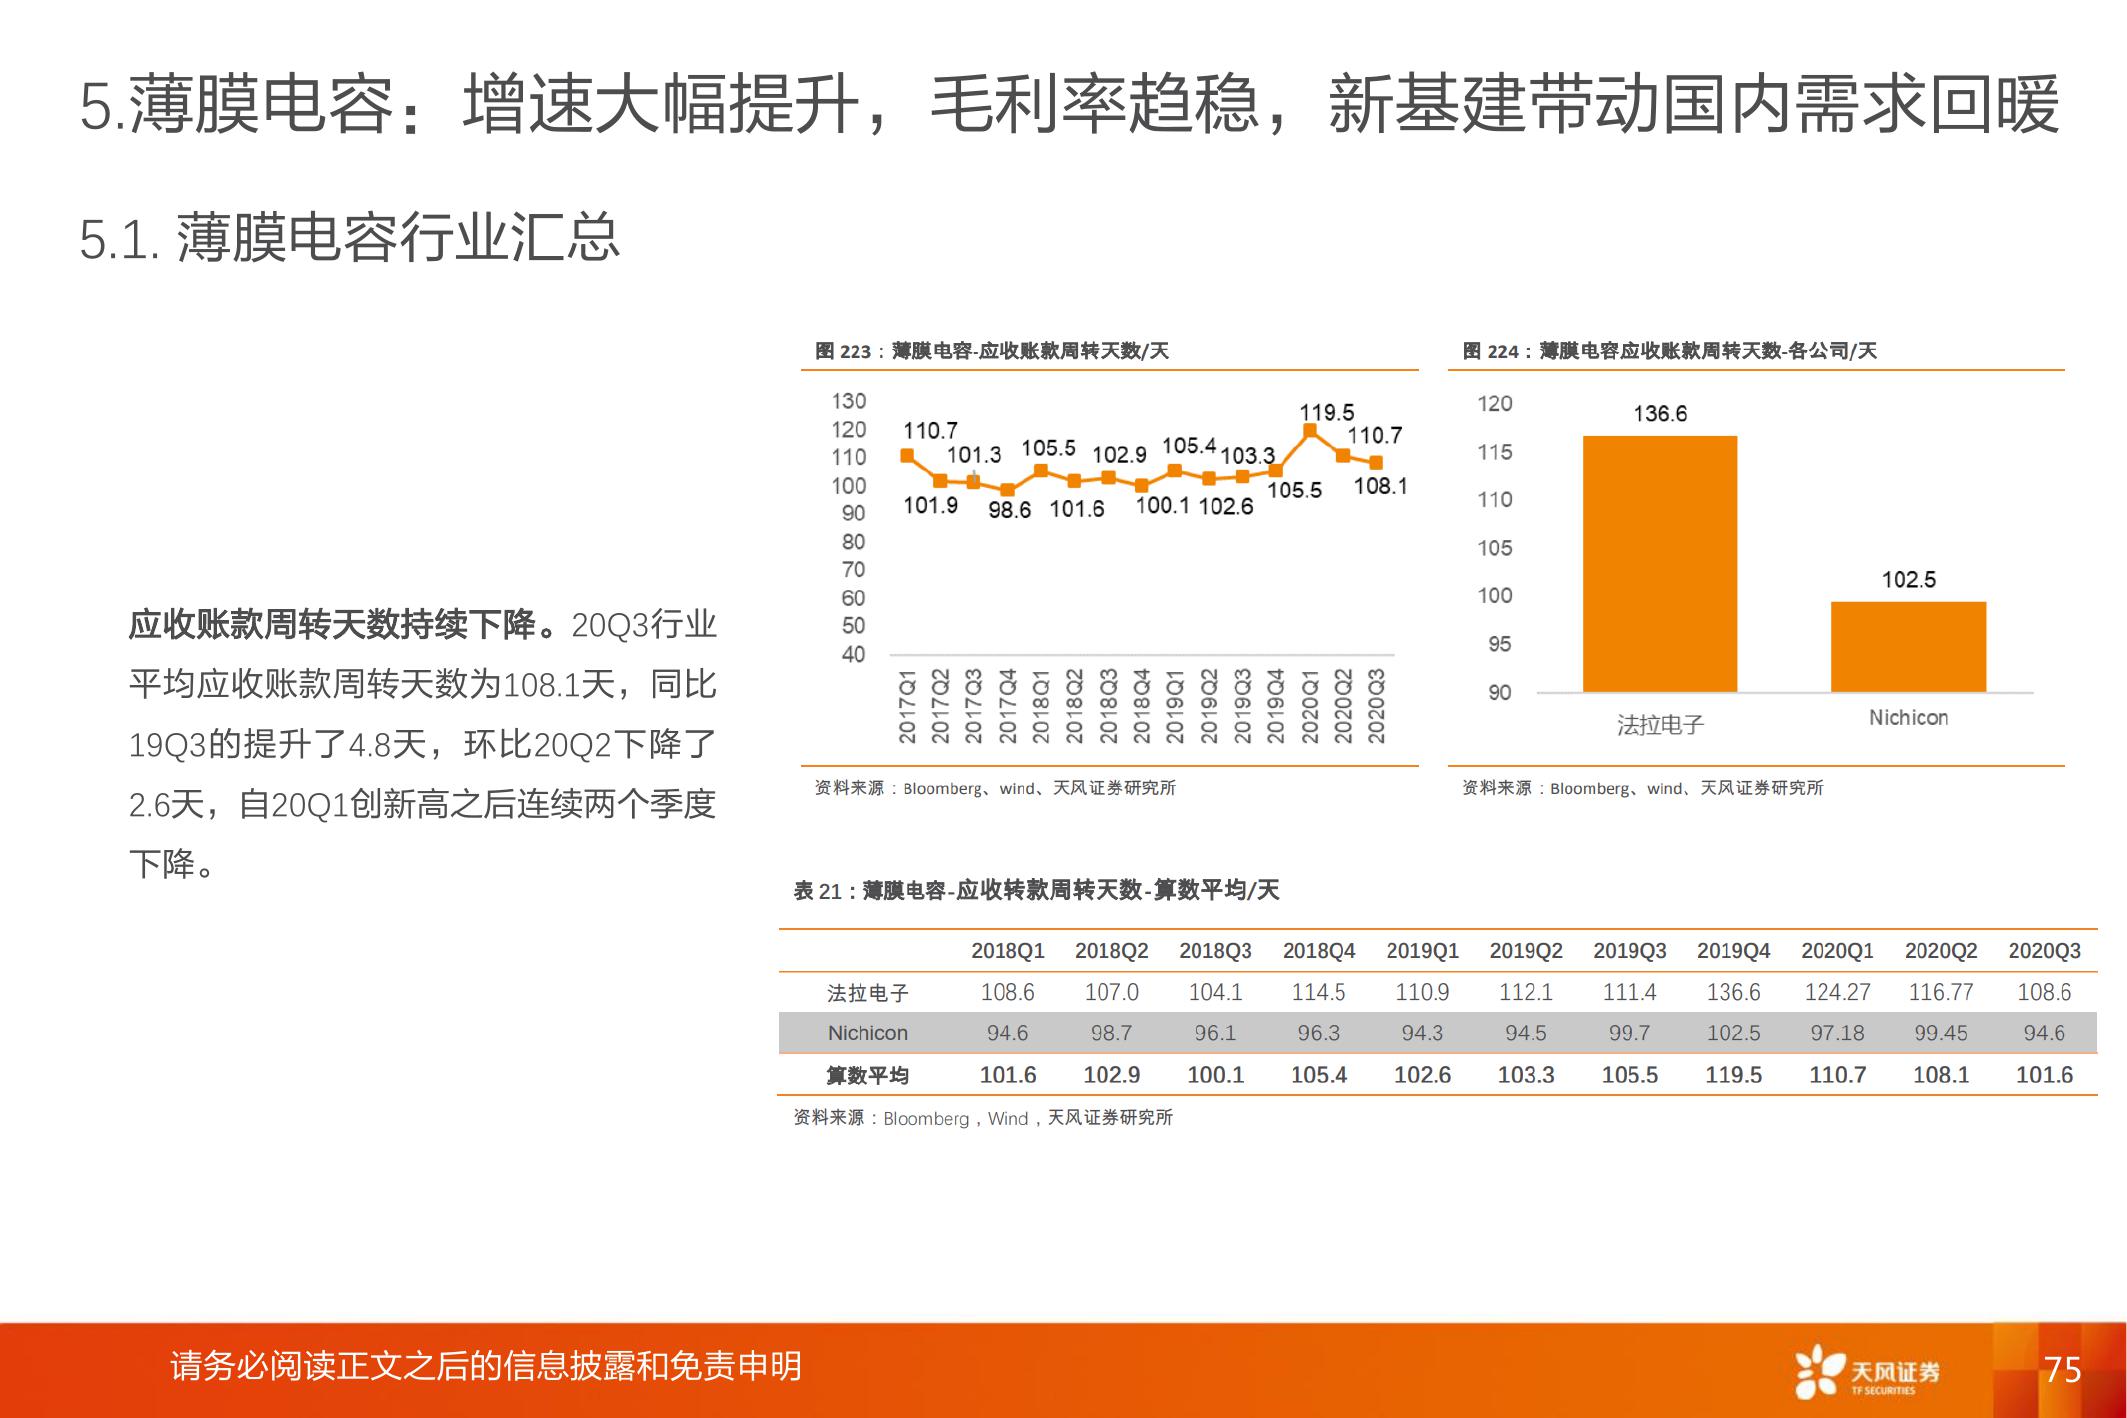 5.薄膜电容：增速大幅提升，毛利率趋稳，新基建带动国内需求回暖
5.1. 薄膜电容行业汇总
应收账款周转天数持续下降。20Q3行业
平均应收账款周转天数为108.1天，同比
19Q3的提升了4.8天，环比20Q2下降了
2.6天，自20Q1创新高之后连续两个季度
下降。
图 223：薄膜电容-应收账款周转天数/天
130
120
110
100
90
80
70
60
50
40
110.7
101.9
101.3
98.6
105.5
101.6
102.9
100.1
105.4
102.6
103.3
105.5
119.5
110.7
108.1
2017Q1
2017Q2
2017Q3
2017Q4
2018Q1
2018Q2
2018Q3
2018Q4
2019Q1
2019Q2
2019Q3
2019Q4
2020Q1
2020Q2
2020Q3
资料来源：Bloomberg、wind、天风证券研究所
图 224：薄膜电容应收账款周转天数-各公司/天
120
115
110
105
100
95
90
136.6
102.5
法拉电子
Nichicon
资料来源：Bloomberg、wind、天风证券研究所
表 21：薄膜电容-应收转款周转天数-算数平均/天
2018Q1 2018Q2 2018Q3 2018Q4 2019Q1 2019Q2 2019Q3 2019Q4 2020Q1 2020Q2 2020Q3
法拉电子 108.6 107.0 104.1 114.5 110.9 112.1 111.4 136.6 124.27 116.77 108.6
Nichicon 94.6 98.7 96.1 96.3 94.3 94.5 99.7 102.5 97.18 99.45 94.6
算数平均 101.6 102.9 100.1 105.4 102.6 103.3 105.5 119.5 110.7 108.1 101.6
资料来源：Bloomberg，Wind，天风证券研究所
请务必阅读正文之后的信息披露和免责申明
天风证券
TF SECURITIES
75